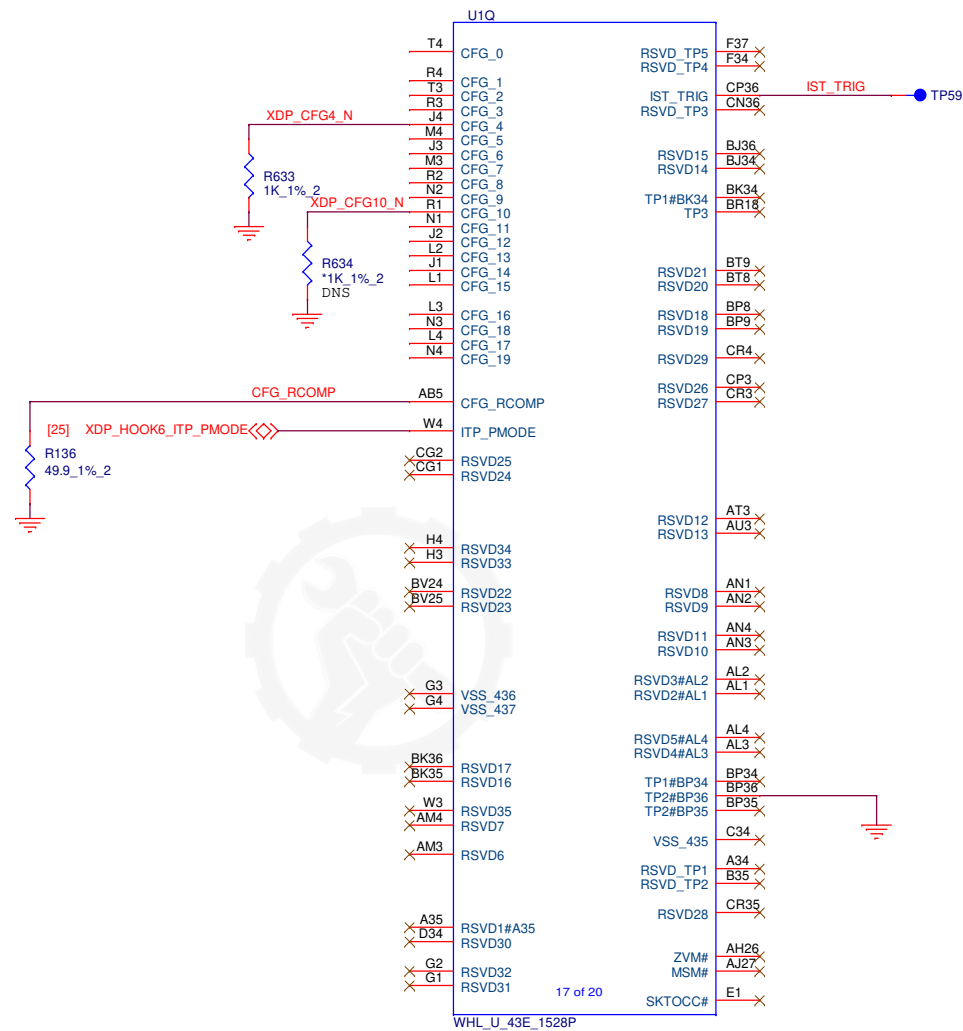 U1Q
T4 CFG_0
R4 CFG_1
T3 CFG_2
R3 CFG_3
XDP_CFG4_N J4 CFG_4
M4 CFG_5
J3 CFG_6
M3 CFG_7
R2 CFG_8
N2 CFG_9
XDP_CFG10_N R1 CFG_10
N1 CFG_11
J2 CFG_12
L2 CFG_13
J1 CFG_14
L1 CFG_15
L3 CFG_16
N3 CFG_18
L4 CFG_17
N4 CFG_19
R633
1K_1%_2
R634
*1K_1%_2
DNS
CFG_RCOMP AB5 CFG_RCOMP
[25] XDP_HOOK6_ITP_PMODE W4 ITP_PMODE
R136
49.9_1%_2
CG2 RSVD25
CG1 RSVD24
H4 RSVD34
H3 RSVD33
BV24 RSVD22
BV25 RSVD23
G3 VSS_436
G4 VSS_437
BK36 RSVD17
BK35 RSVD16
W3 RSVD35
AM4 RSVD7
AM3 RSVD6
A35 RSVD1#A35
D34 RSVD30
G2 RSVD32
G1 RSVD31
RSVD_TP5 F37
RSVD_TP4 F34
IST_TRIG CP36 IST_TRIG TP59
RSVD_TP3 CN36
RSVD15 BJ36
RSVD14 BJ34
TP1#BK34 BK34
TP3 BR18
RSVD21 BT9
RSVD20 BT8
RSVD18 BP8
RSVD19 BP9
RSVD29 CR4
RSVD26 CP3
RSVD27 CR3
RSVD12 AT3
RSVD13 AU3
RSVD8 AN1
RSVD9 AN2
RSVD11 AN4
RSVD10 AN3
RSVD3#AL2 AL2
RSVD2#AL1 AL1
RSVD5#AL4 AL4
RSVD4#AL3 AL3
TP1#BP34 BP34
TP2#BP36 BP36
TP2#BP35 BP35
VSS_435 C34
RSVD_TP1 A34
RSVD_TP2 B35
RSVD28 CR35
ZVM# AH26
MSM# AJ27
SKTOCC# E1
17 of 20
WHL_U_43E_1528P